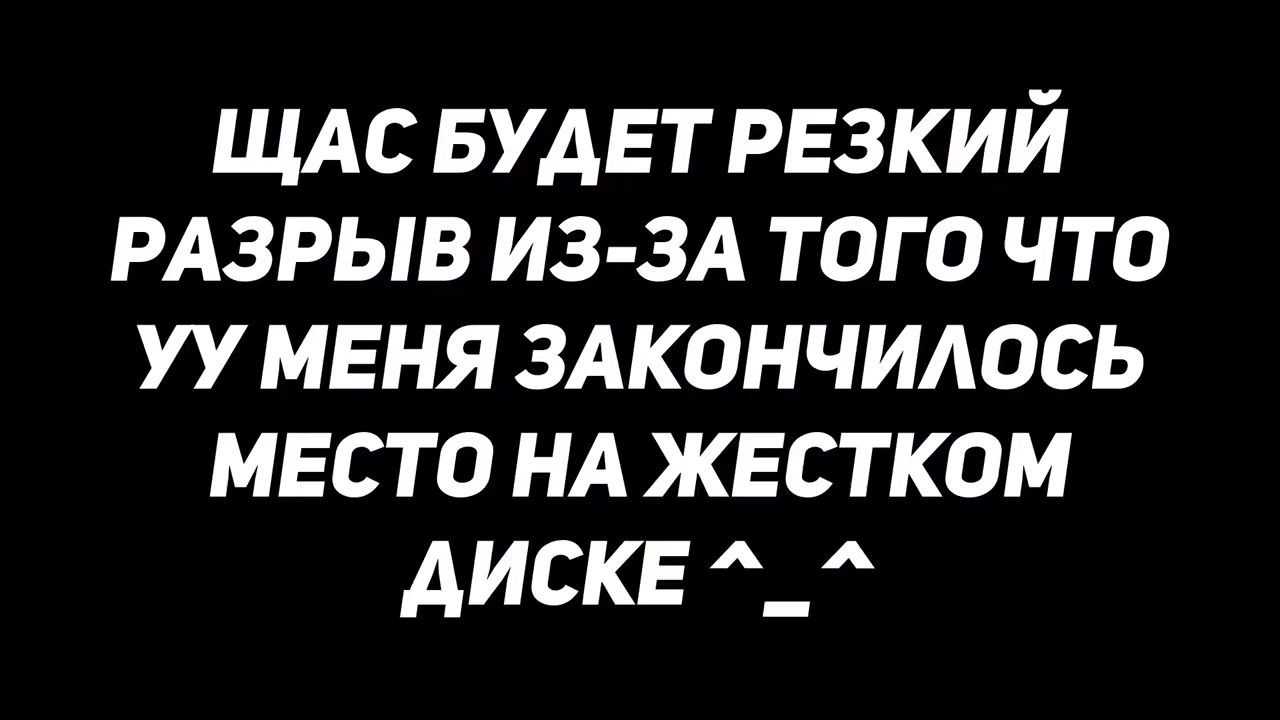 ЩАС БУДЕТ РЕЗКИЙ
РАЗРЫВ ИЗ-ЗА ТОГО ЧТО
УУ МЕНЯ ЗАКОНЧИЛОСЬ
МЕСТО НА ЖЕСТКОМ
ДИСКЕ ^_^